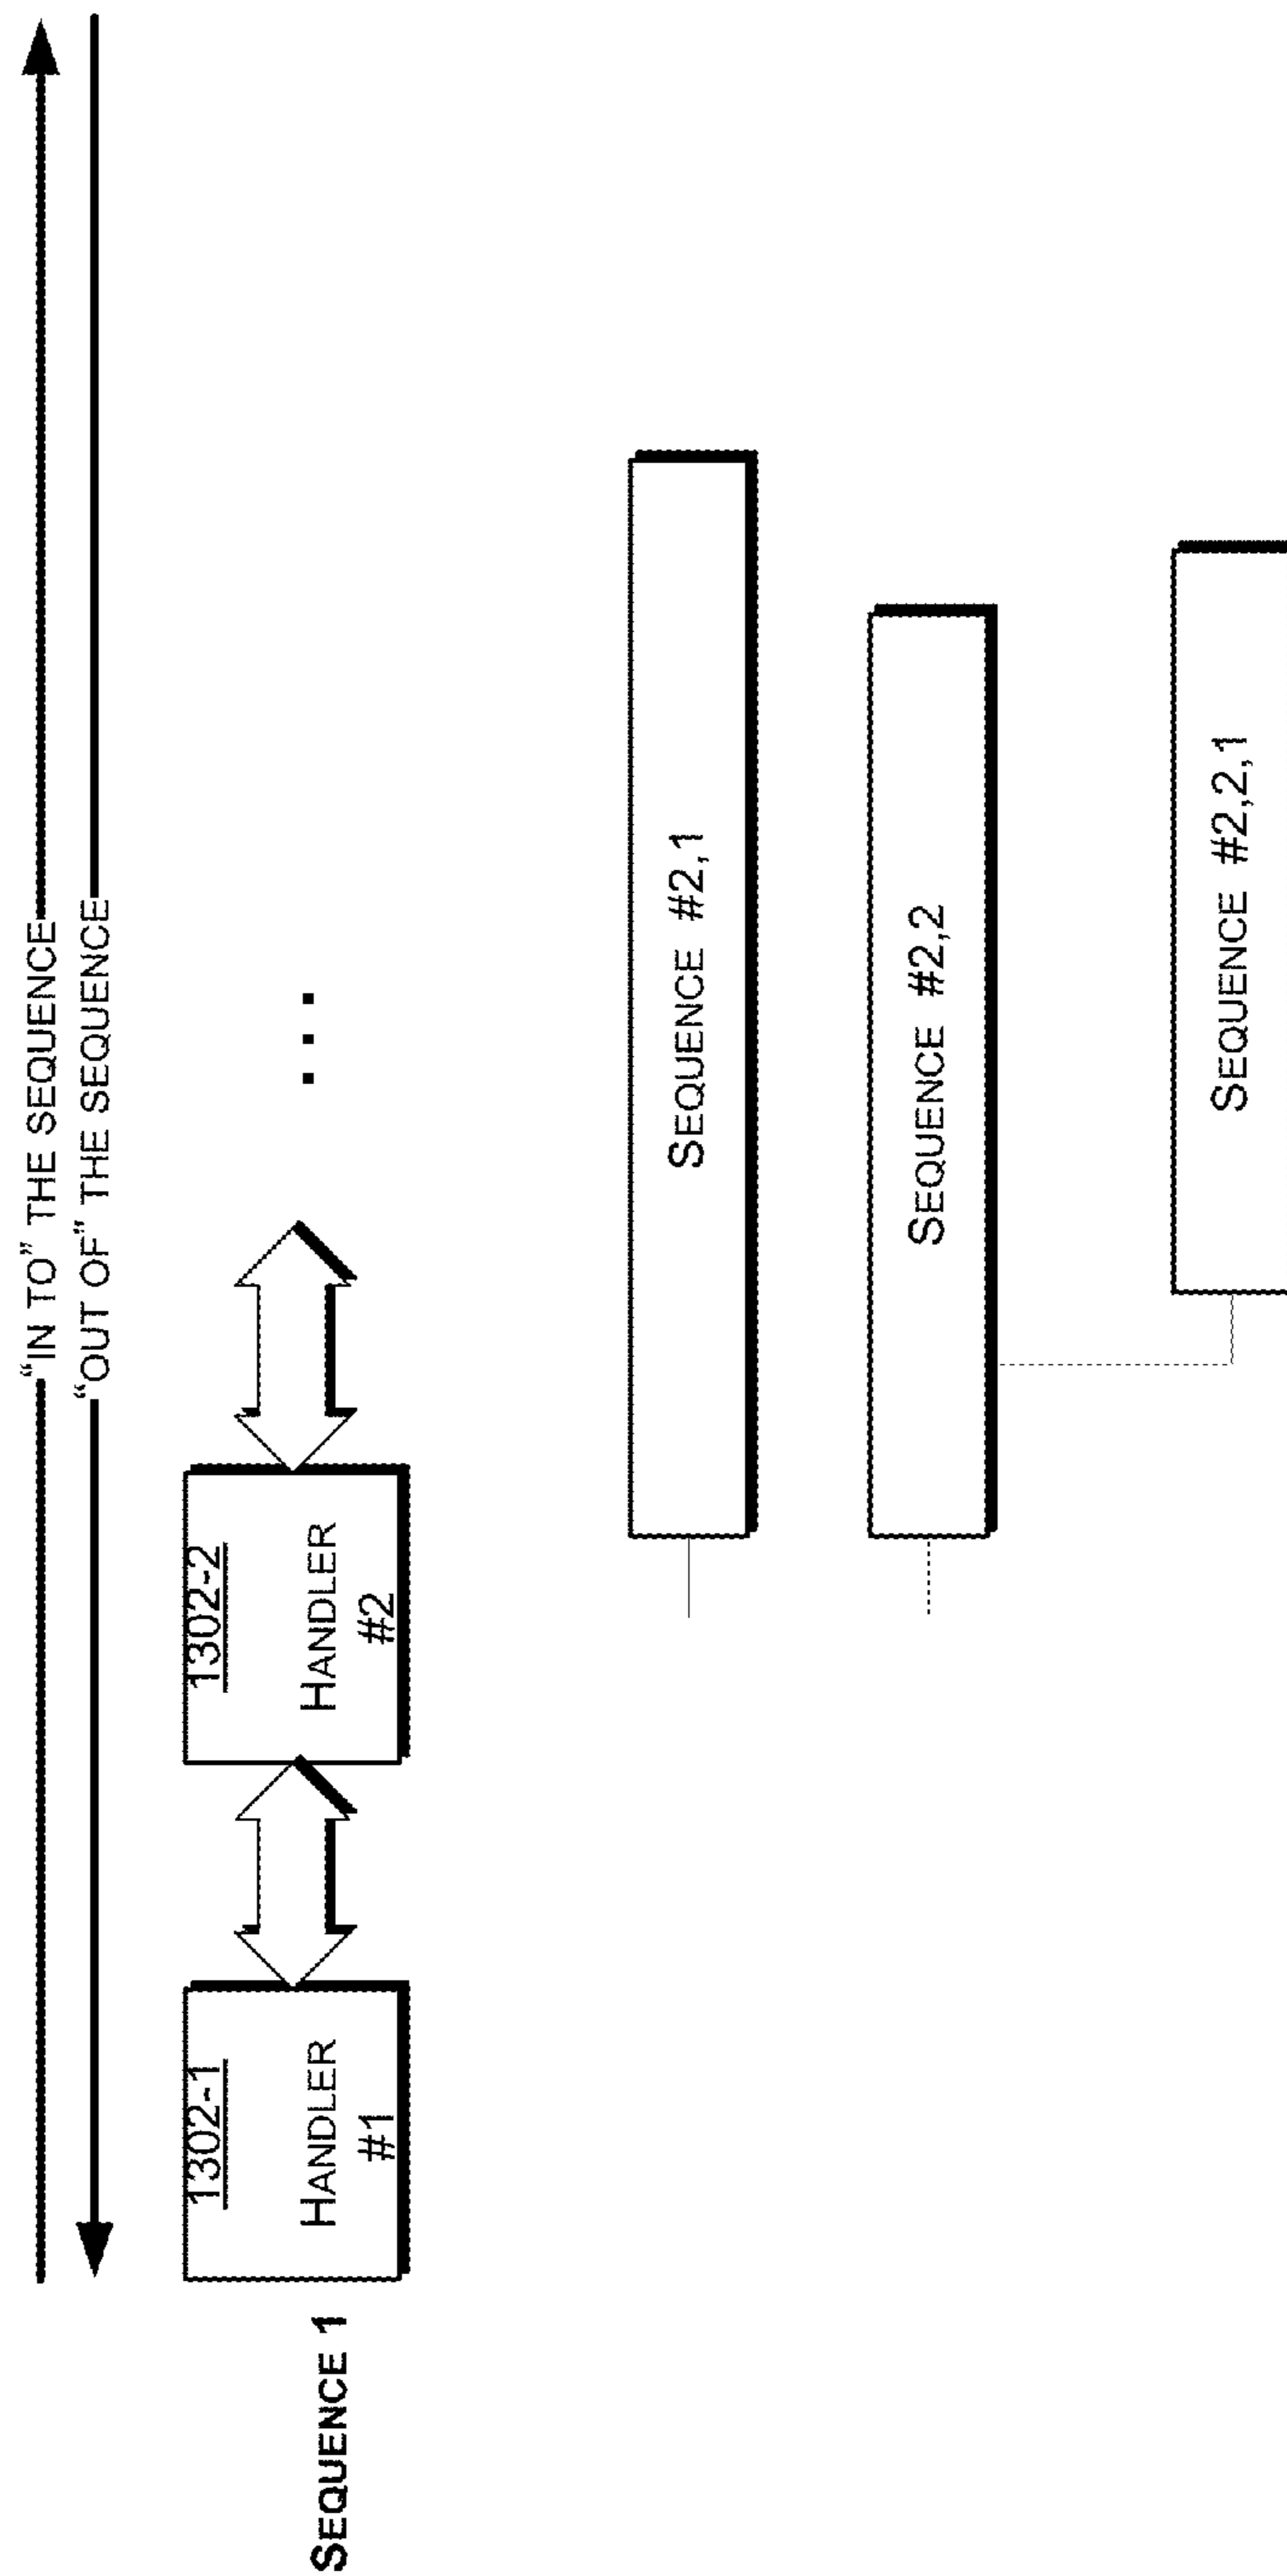 “IN TO” THE SEQUENCE
“OUT OF” THE SEQUENCE
SEQUENCE 1
1302-1
HANDLER
#1
1302-2
HANDLER
#2
...
SEQUENCE #2,1
SEQUENCE #2,2
SEQUENCE #2,2,1